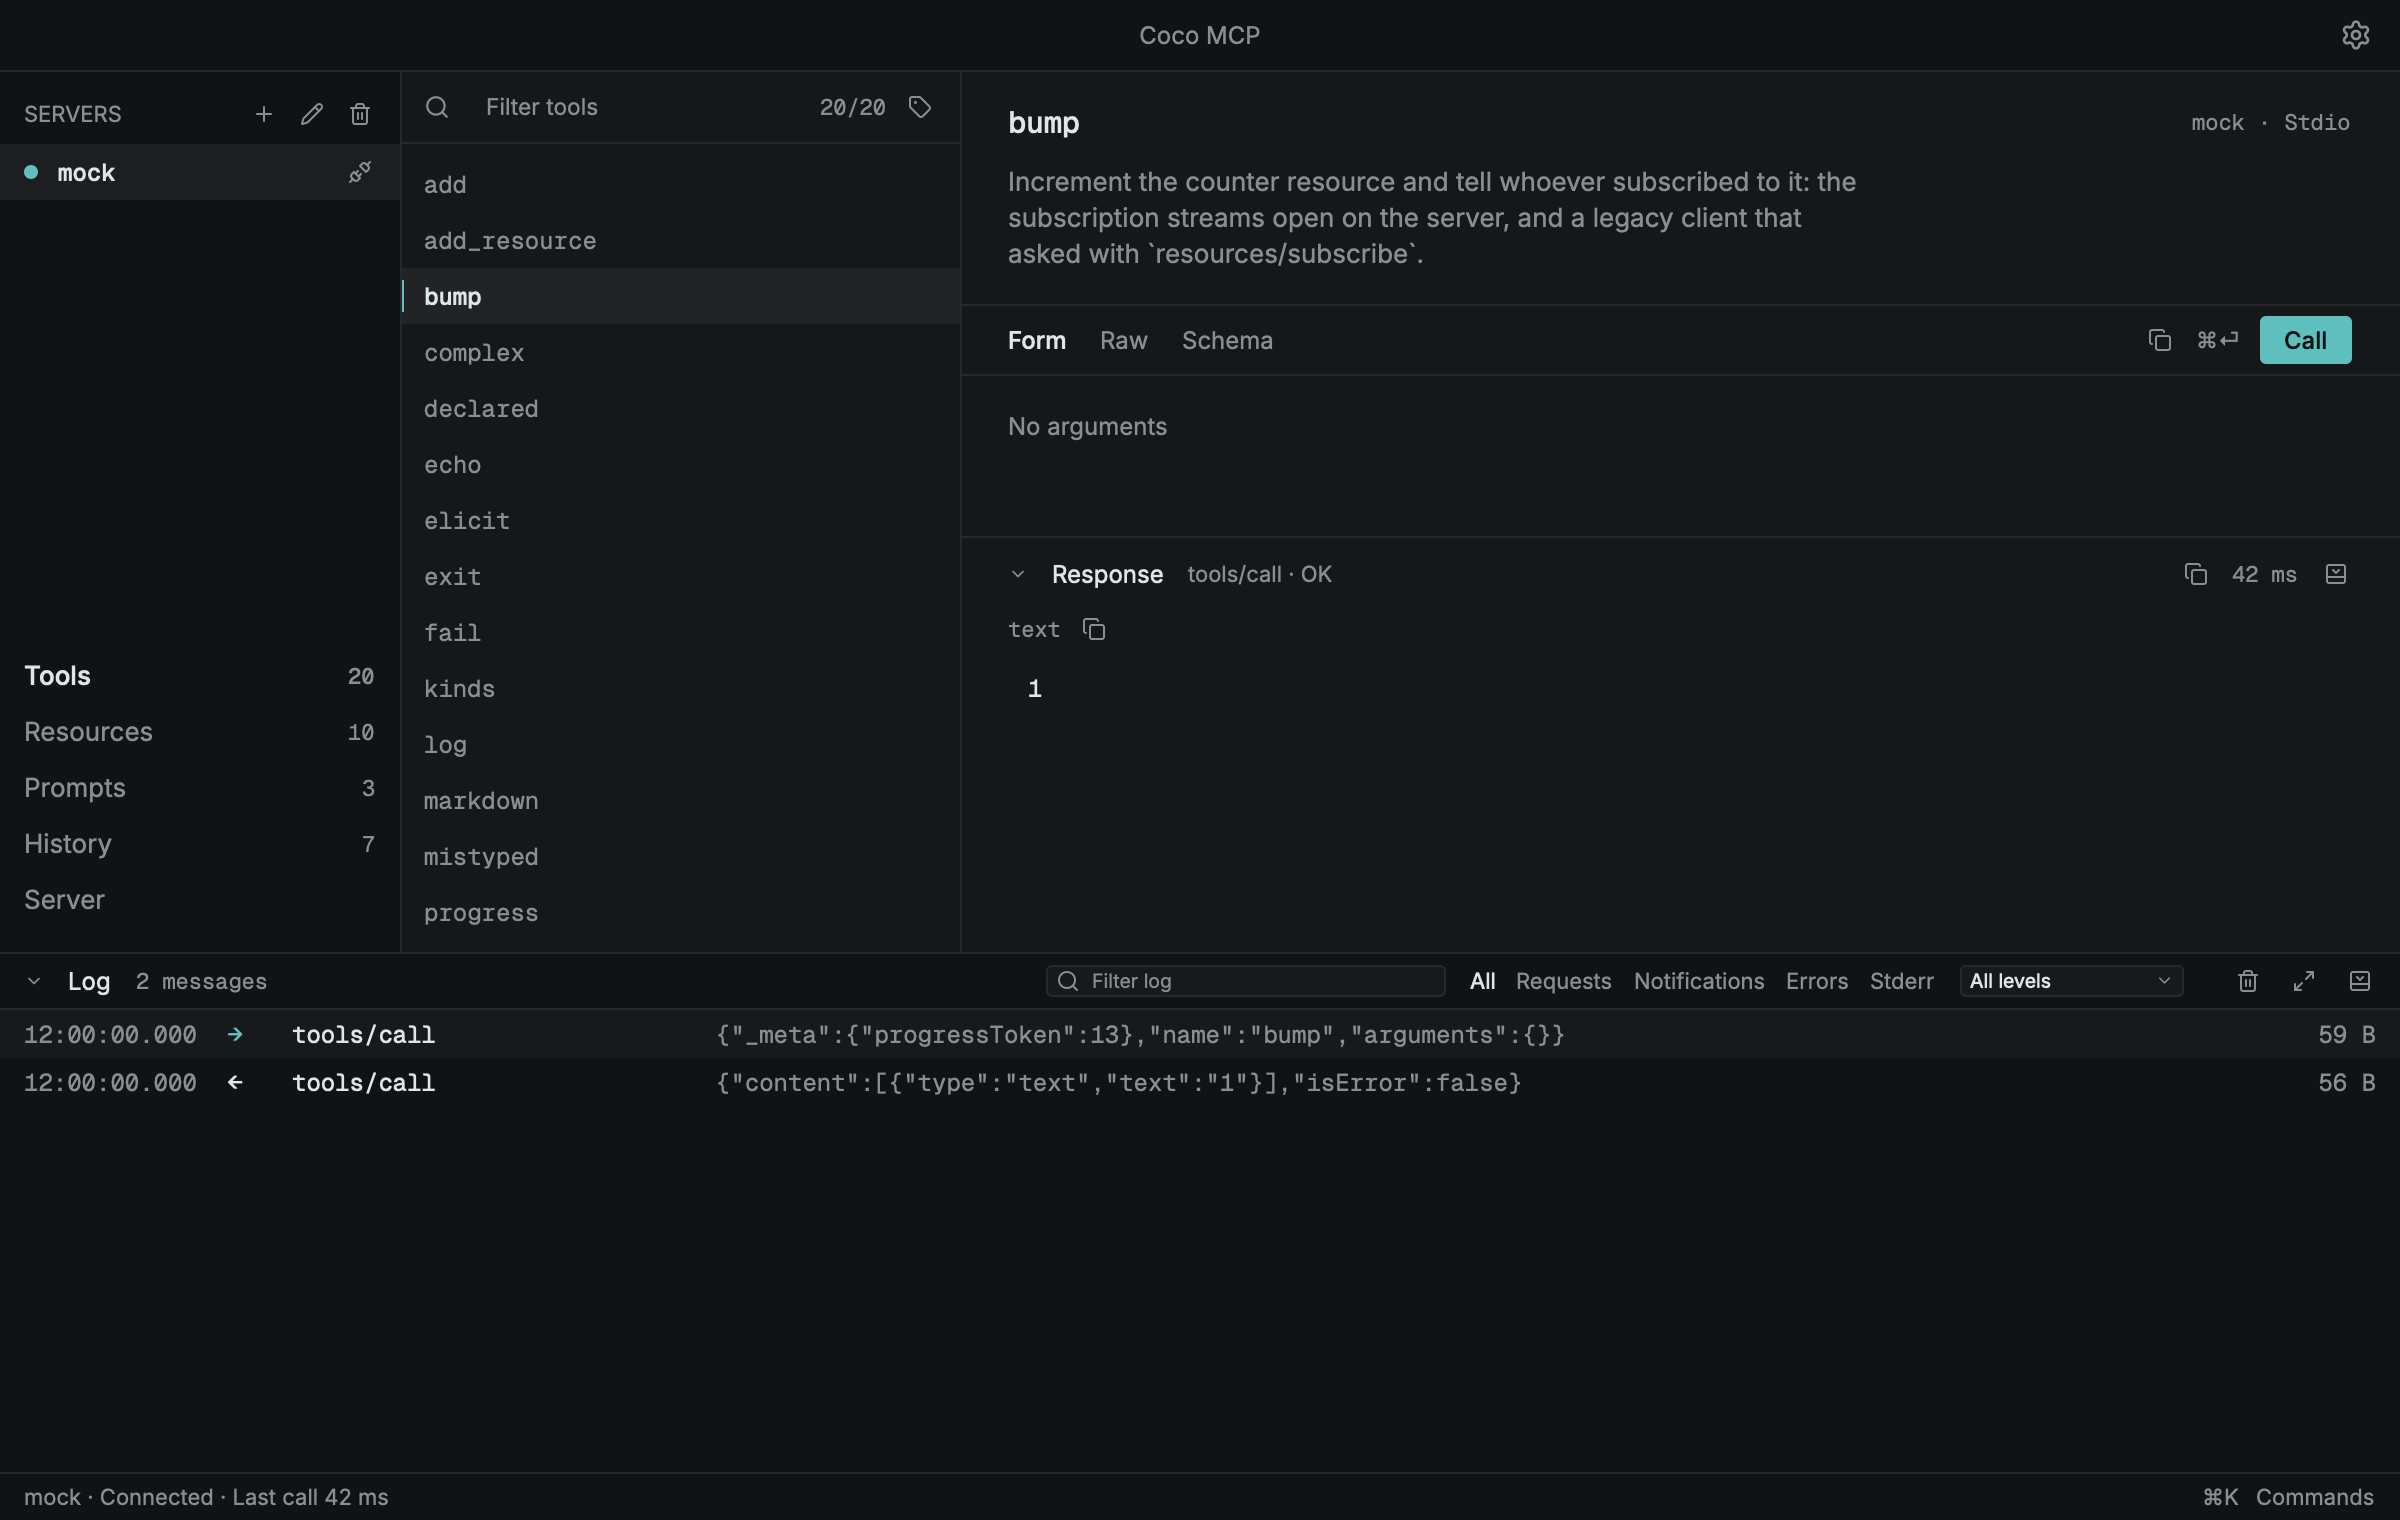 Coco MCP
SERVERS
mock
Tools 20
Resources 10
Prompts 3
History 7
Server
Filter tools 20/20
add
add_resource
bump
complex
declared
echo
elicit
exit
fail
kinds
log
markdown
mistyped
progress
bump mock · Stdio
Increment the counter resource and tell whoever subscribed to it: the
subscription streams open on the server, and a legacy client that
asked with `resources/subscribe`.
Form Raw Schema ⌘↵ Call
No arguments
Response tools/call · OK 42 ms
text
1
Log 2 messages Filter log All Requests Notifications Errors Stderr All levels
12:00:00.000 → tools/call {"_meta":{"progressToken":13},"name":"bump","arguments":{}} 59 B
12:00:00.000 ← tools/call {"content":[{"type":"text","text":"1"}],"isError":false} 56 B
mock · Connected · Last call 42 ms ⌘K Commands